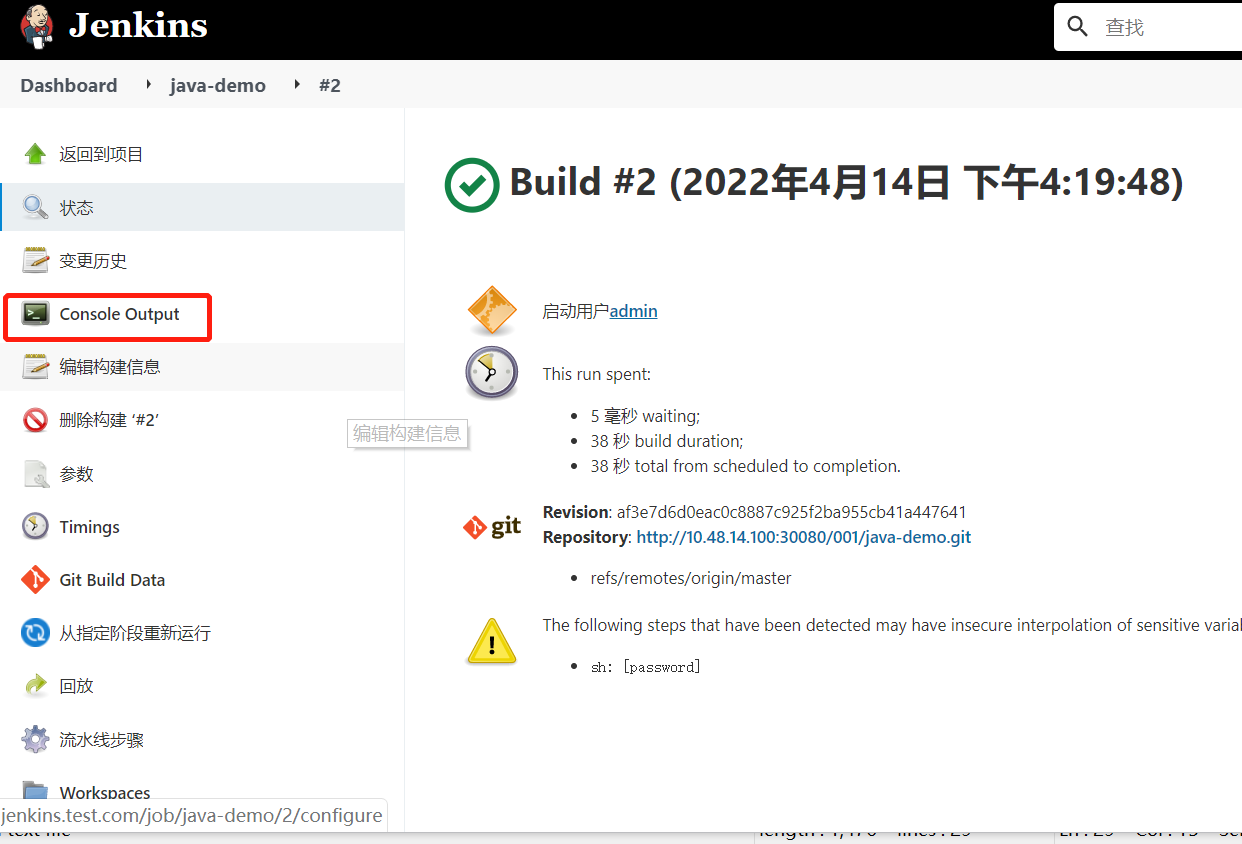 Jenkins
查找
Dashboard
java-demo
#2
返回到项目
状态
变更历史
Console Output
编辑构建信息
删除构建 ‘#2’
参数
Timings
Git Build Data
从指定阶段重新运行
回放
流水线步骤
Workspaces
jenkins.test.com/job/java-demo/2/configure
编辑构建信息
Build #2 (2022年4月14日 下午4:19:48)
启动用户admin
This run spent:
5 毫秒 waiting;
38 秒 build duration;
38 秒 total from scheduled to completion.
git
Revision: af3e7d6d0eac0c8887c925f2ba955cb41a447641
Repository: http://10.48.14.100:30080/001/java-demo.git
refs/remotes/origin/master
The following steps that have been detected may have insecure interpolation of sensitive varial
sh: [password]